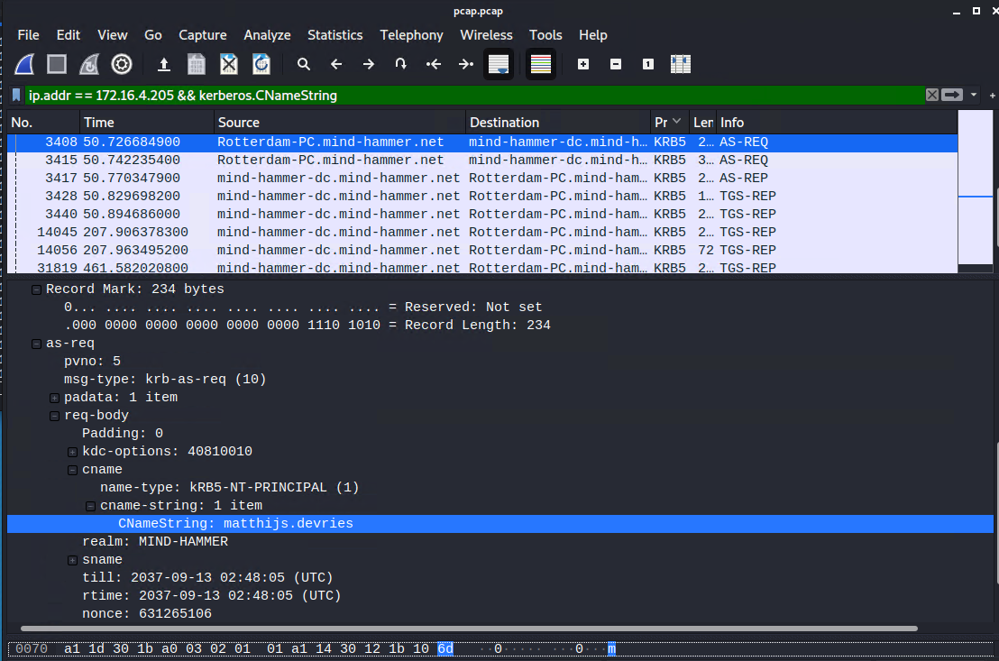 pcap.pcap
File Edit View Go Capture Analyze Statistics Telephony Wireless Tools Help
ip.addr == 172.16.4.205 && kerberos.CNameString
No. Time Source Destination Pr Len Info
3408 50.726684900 Rotterdam-PC.mind-hammer.net mind-hammer-dc.mind-h… KRB5 2… AS-REQ
3415 50.742235400 Rotterdam-PC.mind-hammer.net mind-hammer-dc.mind-h… KRB5 3… AS-REQ
3417 50.770347900 mind-hammer-dc.mind-hammer.net Rotterdam-PC.mind-ham… KRB5 2… AS-REP
3428 50.829698200 mind-hammer-dc.mind-hammer.net Rotterdam-PC.mind-ham… KRB5 1… TGS-REP
3440 50.894686000 mind-hammer-dc.mind-hammer.net Rotterdam-PC.mind-ham… KRB5 2… TGS-REP
14045 207.906378300 mind-hammer-dc.mind-hammer.net Rotterdam-PC.mind-ham… KRB5 2… TGS-REP
14056 207.963495200 mind-hammer-dc.mind-hammer.net Rotterdam-PC.mind-ham… KRB5 72 TGS-REP
31819 461.582020800 mind-hammer-dc.mind-hammer.net Rotterdam-PC.mind-ham… KRB5 2… TGS-REP
Record Mark: 234 bytes
0... .... .... .... .... .... .... .... = Reserved: Not set
.000 0000 0000 0000 0000 0000 1110 1010 = Record Length: 234
as-req
pvno: 5
msg-type: krb-as-req (10)
padata: 1 item
req-body
Padding: 0
kdc-options: 40810010
cname
name-type: kRB5-NT-PRINCIPAL (1)
cname-string: 1 item
CNameString: matthijs.devries
realm: MIND-HAMMER
sname
till: 2037-09-13 02:48:05 (UTC)
rtime: 2037-09-13 02:48:05 (UTC)
nonce: 631265106
0070 a1 1d 30 1b a0 03 02 01 01 a1 14 30 12 1b 10 6d ··0····· ···0···m